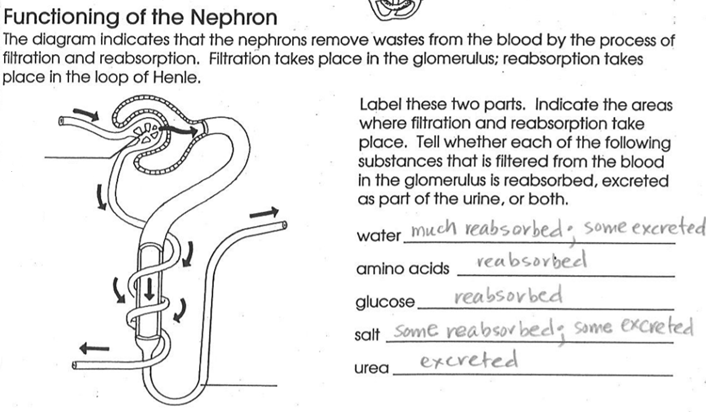 Functioning of the Nephron
The diagram indicates that the nephrons remove wastes from the blood by the process of
filtration and reabsorption. Filtration takes place in the glomerulus; reabsorption takes
place in the loop of Henle.
Label these two parts. Indicate the areas
where filtration and reabsorption take
place. Tell whether each of the following
substances that is filtered from the blood
in the glomerulus is reabsorbed, excreted
as part of the urine, or both.
water much reabsorbed; some excreted
amino acids reabsorbed
glucose reabsorbed
salt some reabsorbed; some excreted
urea excreted